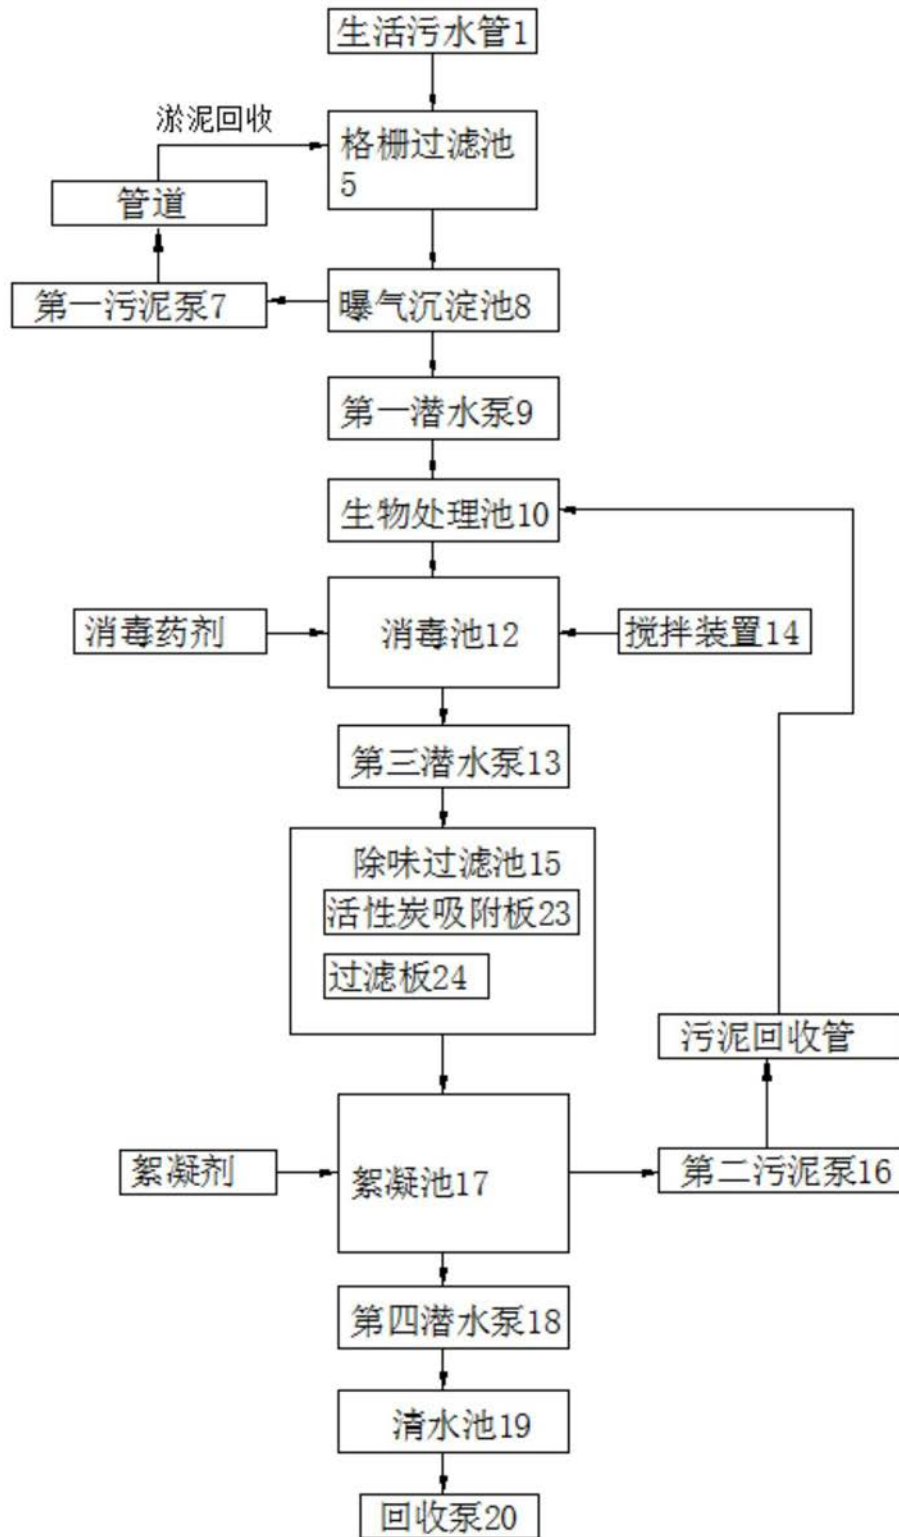 生活污水管1
淤泥回收
格栅过滤池
5
管道
第一污泥泵7
曝气沉淀池8
第一潜水泵9
生物处理池10
消毒药剂
消毒池12
搅拌装置14
第三潜水泵13
除味过滤池15
活性炭吸附板23
过滤板24
污泥回收管
絮凝剂
絮凝池17
第二污泥泵16
第四潜水泵18
清水池19
回收泵20